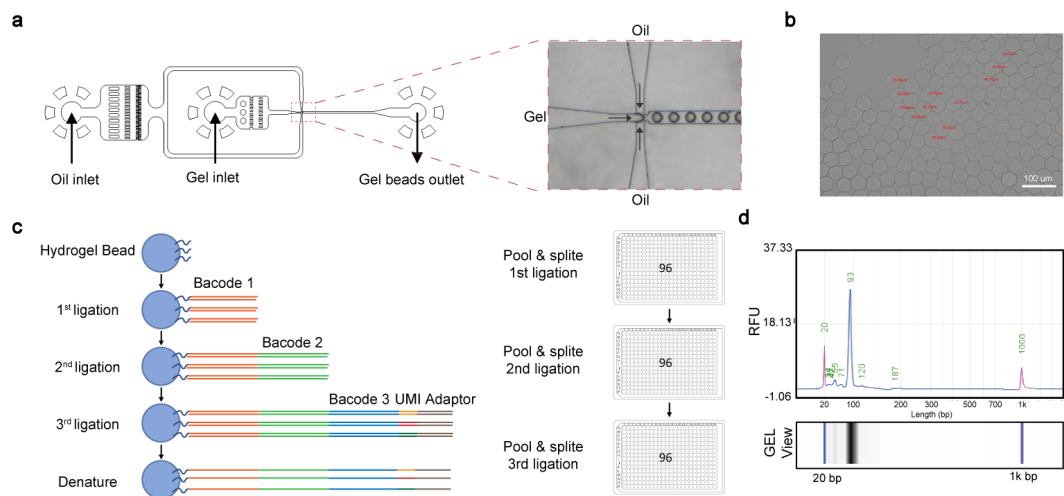 a
Oil inlet
Gel inlet
Gel beads outlet
Oil
Gel
Oil
b
100 um
c
Hydrogel Bead
Bacode 1
1st ligation
Bacode 2
2nd ligation
Bacode 3 UMI Adaptor
3rd ligation
Denature
Pool & splite
1st ligation
96
Pool & splite
2nd ligation
96
Pool & splite
3rd ligation
96
d
37.33
RFU
18.13
-1.06
20
55
71
93
120
187
1000
20 100 200 300 500 700 1k
Length (bp)
GEL
View
20 bp
1k bp